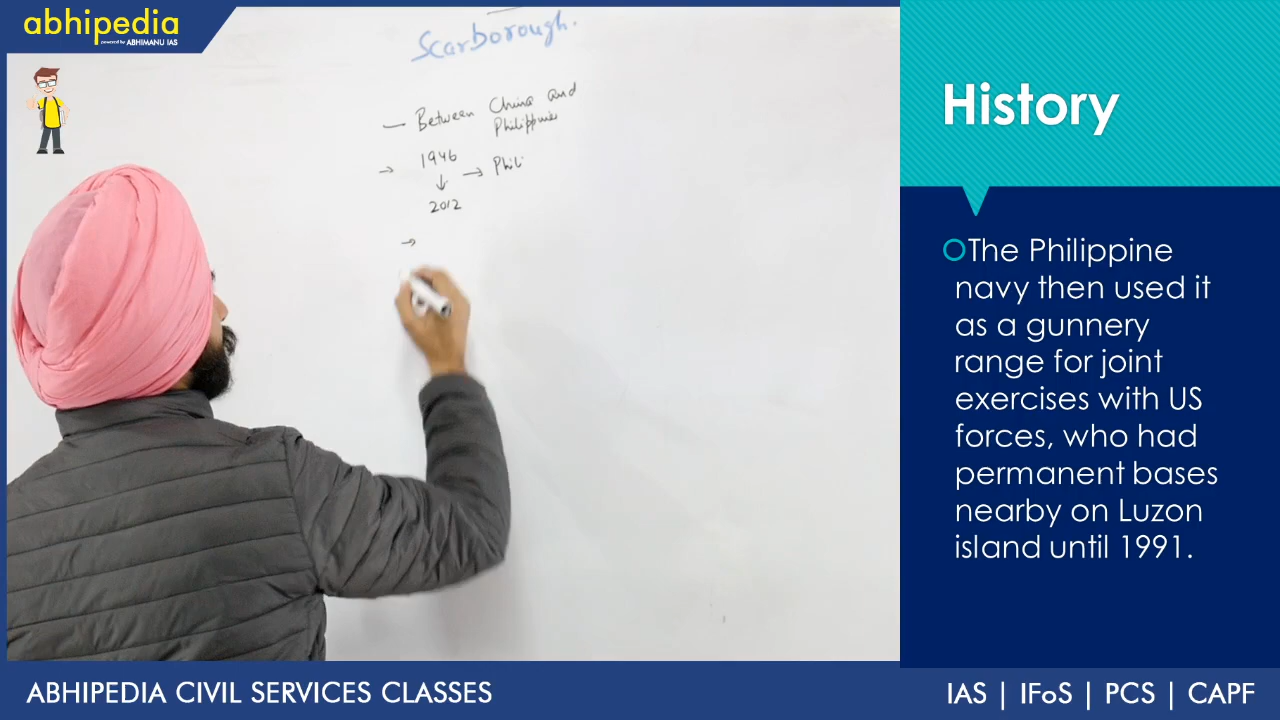 abhipedia
powered by ABHIMANU IAS
Scarborough.
Between China and
Philippines
1946
Phili
2012
History
The Philippine
navy then used it
as a gunnery
range for joint
exercises with US
forces, who had
permanent bases
nearby on Luzon
island until 1991.
ABHIPEDIA CIVIL SERVICES CLASSES
IAS | IFoS | PCS | CAPF